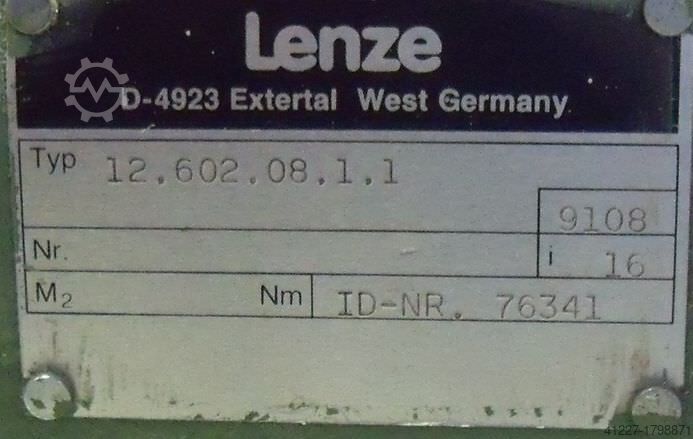 Lenze
D-4923 Extertal West Germany
Typ 12.602.08.1.1
9108
Nr. i 16
M2 Nm ID-NR. 76341
41227-1798871